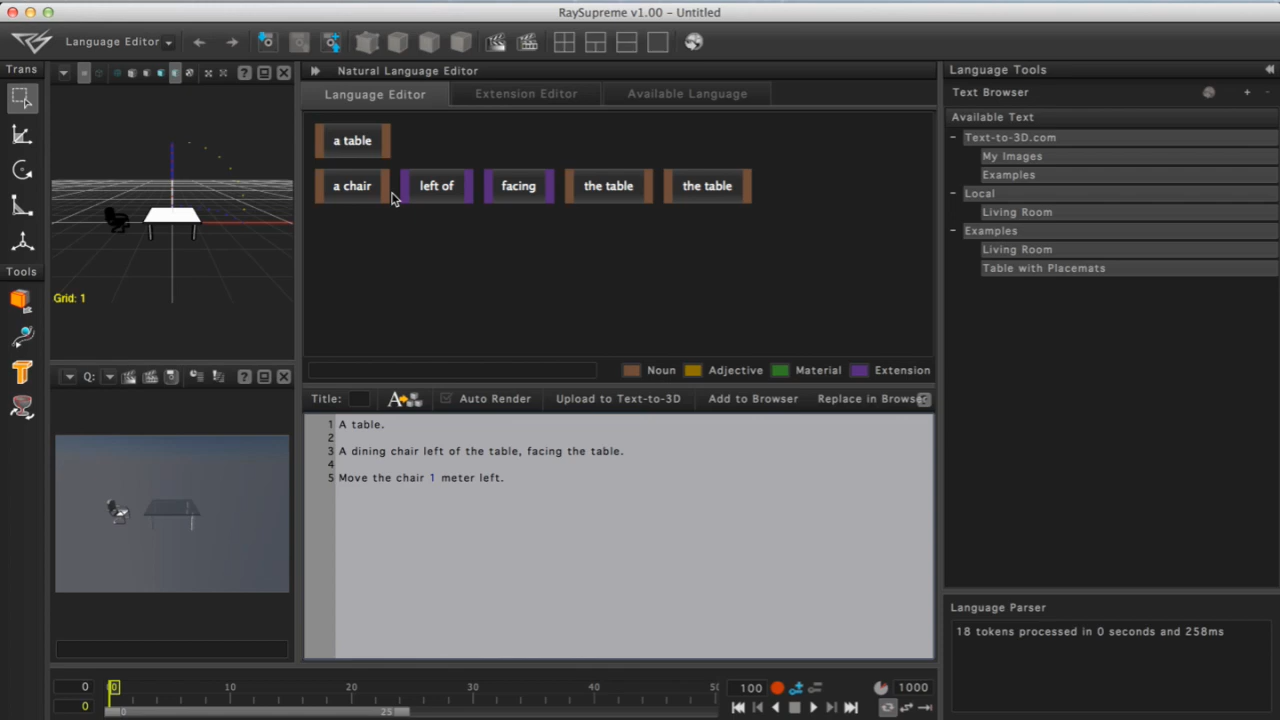 RaySupreme v1.00 - Untitled
Language Editor
Trans
Natural Language Editor
Language Tools
Language Editor
Extension Editor
Available Language
Text Browser
+
-
Available Text
a table
- Text-to-3D.com
My Images
Examples
a chair
left of
facing
the table
the table
- Local
Living Room
- Examples
Living Room
Table with Placemats
Tools
Grid: 1
Q:
Noun
Adjective
Material
Extension
Title:
Auto Render
Upload to Text-to-3D
Add to Browser
Replace in Browser
1 A table.
2
3 A dining chair left of the table, facing the table.
4
5 Move the chair 1 meter left.
Language Parser
18 tokens processed in 0 seconds and 258ms
0
0
10
20
30
40
50
100
1000
0
0
25